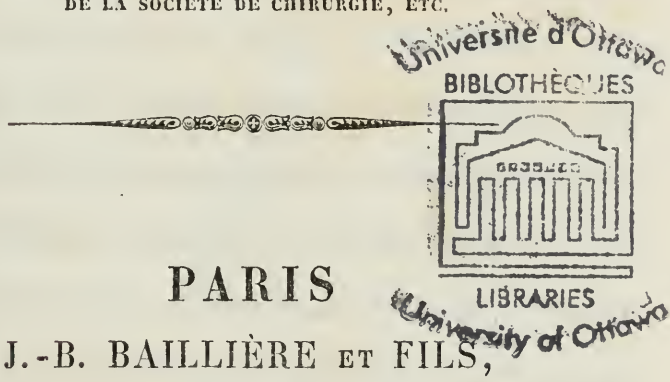 DE LA SOCIÉTÉ DE CHIRURGIE, ETC.
Université d'Ottawa
BIBLIOTHÈQUES
LIBRARIES
University of Ottawa
PARIS
J.-B. BAILLIÈRE ET FILS,